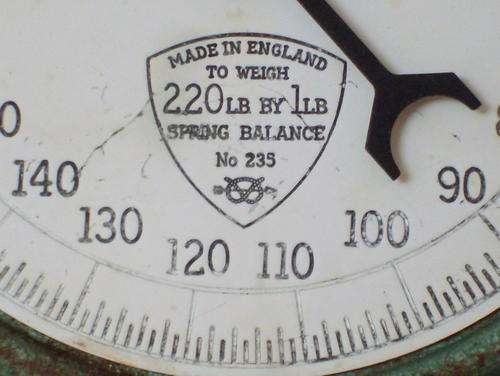 MADE IN ENGLAND
TO WEIGH
220LB BY 1LB
SPRING BALANCE
No 235
140
130
120
110
100
90